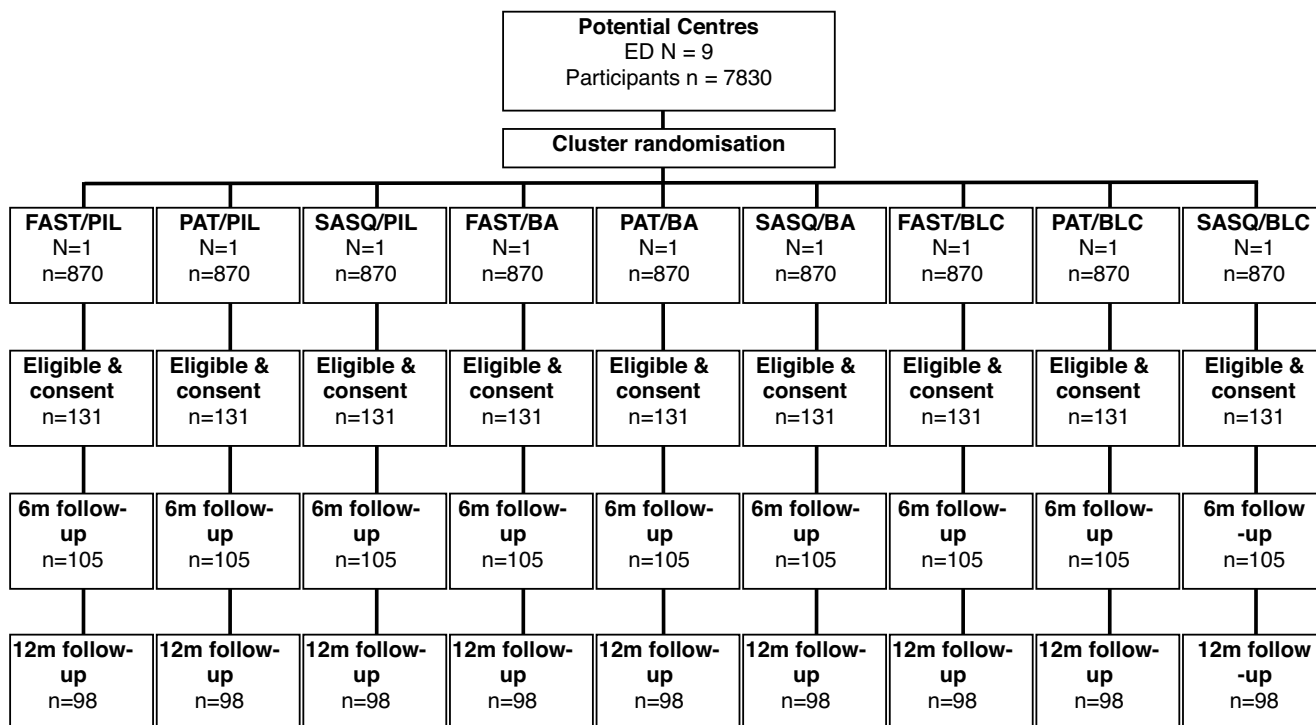 Potential Centres
ED N = 9
Participants n = 7830
Cluster randomisation
FAST/PIL
N=1
n=870
PAT/PIL
N=1
n=870
SASQ/PIL
N=1
n=870
FAST/BA
N=1
n=870
PAT/BA
N=1
n=870
SASQ/BA
N=1
n=870
FAST/BLC
N=1
n=870
PAT/BLC
N=1
n=870
SASQ/BLC
N=1
n=870
Eligible &
consent
n=131
Eligible &
consent
n=131
Eligible &
consent
n=131
Eligible &
consent
n=131
Eligible &
consent
n=131
Eligible &
consent
n=131
Eligible &
consent
n=131
Eligible &
consent
n=131
Eligible &
consent
n=131
6m follow-
up
n=105
6m follow-
up
n=105
6m follow-
up
n=105
6m follow-
up
n=105
6m follow-
up
n=105
6m follow-
up
n=105
6m follow-
up
n=105
6m follow-
up
n=105
6m follow
-up
n=105
12m follow-
up
n=98
12m follow-
up
n=98
12m follow-
up
n=98
12m follow-
up
n=98
12m follow-
up
n=98
12m follow-
up
n=98
12m follow-
up
n=98
12m follow-
up
n=98
12m follow
-up
n=98